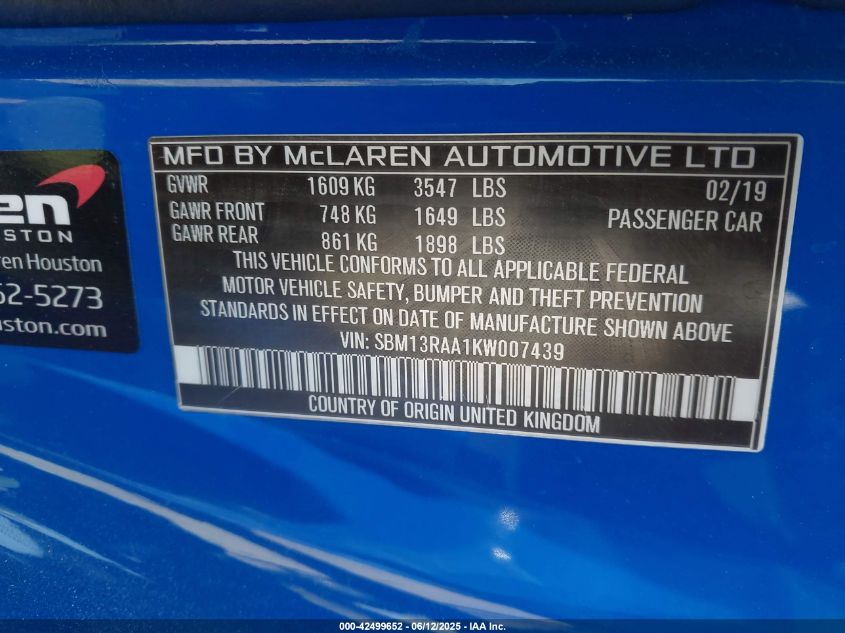 MFD BY McLAREN AUTOMOTIVE LTD
GVWR 1609 KG 3547 LBS 02/19
GAWR FRONT 748 KG 1649 LBS PASSENGER CAR
GAWR REAR 861 KG 1898 LBS
THIS VEHICLE CONFORMS TO ALL APPLICABLE FEDERAL
MOTOR VEHICLE SAFETY, BUMPER AND THEFT PREVENTION
STANDARDS IN EFFECT ON DATE OF MANUFACTURE SHOWN ABOVE
VIN: SBM13RAA1KW007439
COUNTRY OF ORIGIN UNITED KINGDOM
en
USTON
ren Houston
52-5273
uston.com
000-42499652 - 06/12/2025 - IAA Inc.